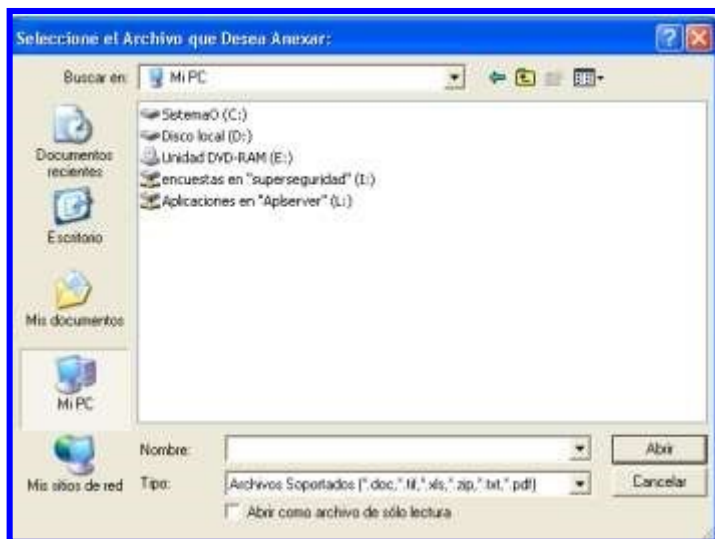 Seleccione el Archivo que Desea Anexar:
Buscar en: Mi PC
SistemaO (C:)
Disco local (D:)
Unidad DVD-RAM (E:)
encuestas en "superseguridad" (I:)
Aplicaciones en "Aplserver" (L:)
Documentos
recientes
Escritorio
Mis documentos
Mi PC
Mis sitios de red
Nombre:
Abrir
Tipo: Archivos Soportados (*.doc,*.tif,*.xls,*.zip,*.txt,*.pdf)
Cancelar
Abrir como archivo de sólo lectura